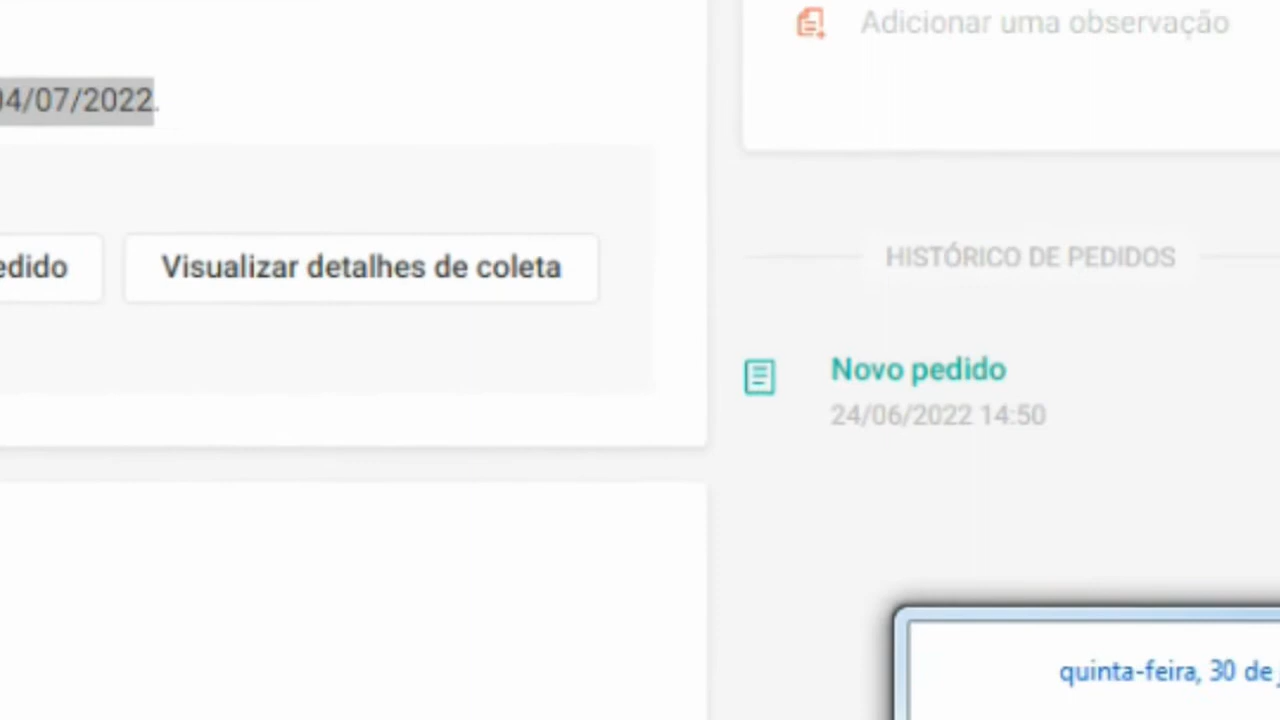 Adicionar uma observação
04/07/2022.
Visualizar detalhes de coleta
HISTÓRICO DE PEDIDOS
Novo pedido
24/06/2022 14:50
quinta-feira, 30 de